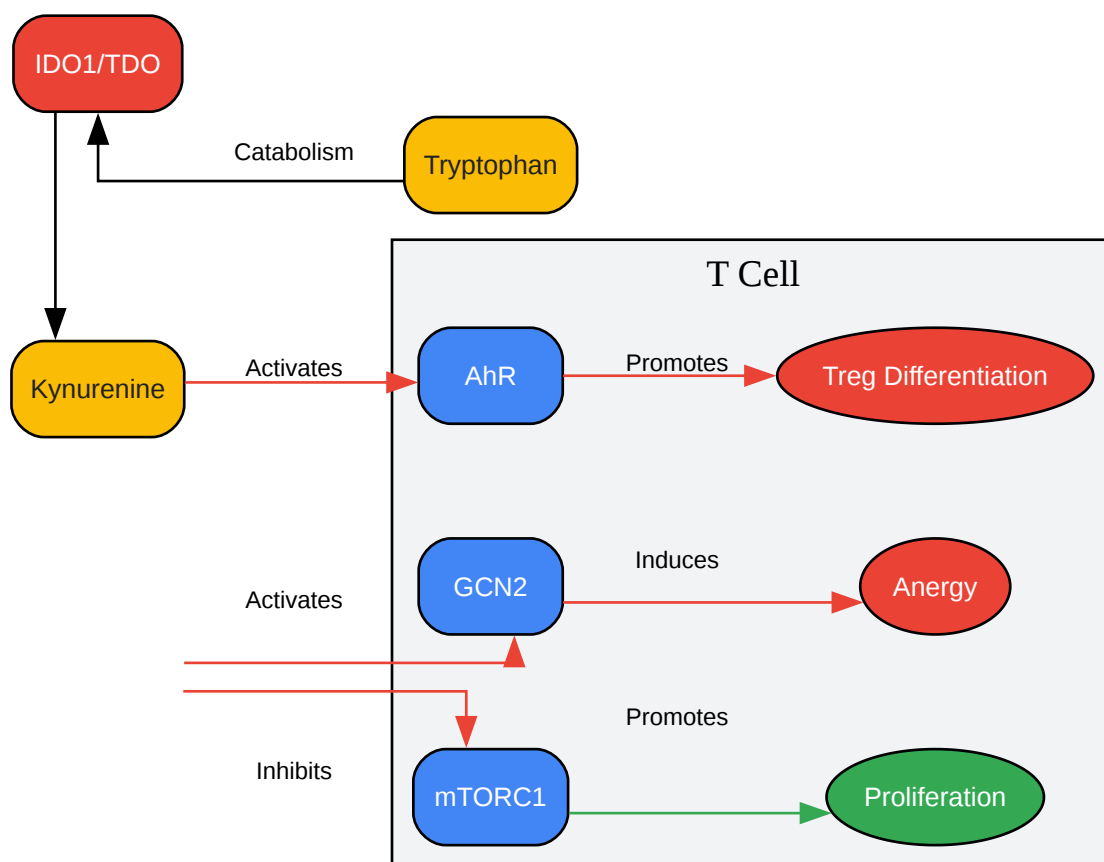 IDO1/TDO
Catabolism
Tryptophan
T Cell
Kynurenine
Activates
AhR
Promotes
Treg Differentiation
Activates
GCN2
Induces
Anergy
Inhibits
mTORC1
Promotes
Proliferation